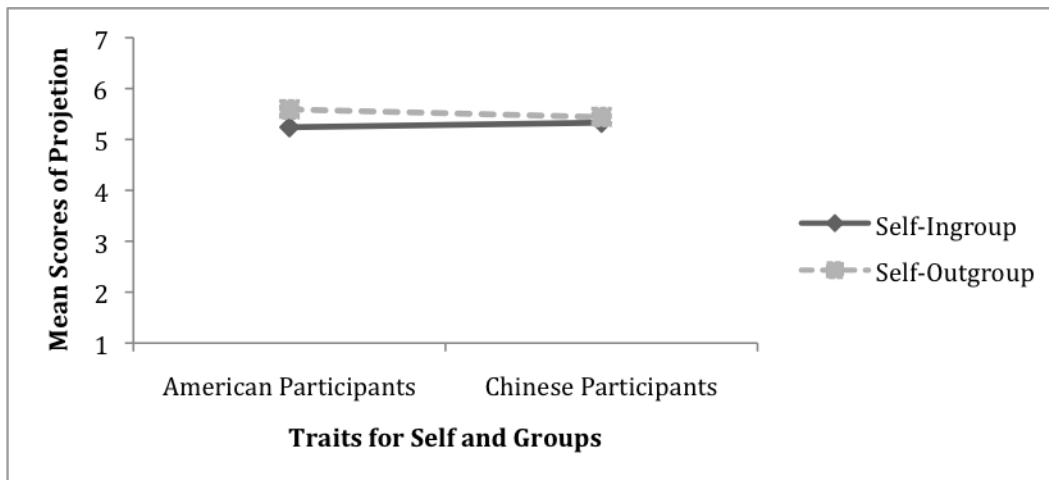 Mean Scores of Projetion
7
6
5
4
3
2
1
American Participants
Chinese Participants
Traits for Self and Groups
Self-Ingroup
Self-Outgroup